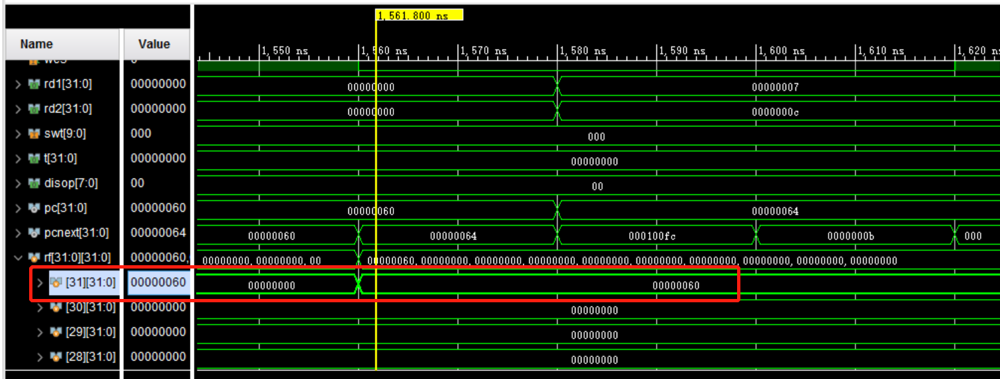 1,561.800 ns
Name Value
1,550 ns 1,560 ns 1,570 ns 1,580 ns 1,590 ns 1,600 ns 1,610 ns 1,620 n
rd1[31:0] 00000000 00000000 00000007
rd2[31:0] 00000000 00000000 0000000c
swt[9:0] 000 000
t[31:0] 00000000 00000000
disop[7:0] 00 00
pc[31:0] 00000060 00000060 00000064
pcnext[31:0] 00000064 00000060 00000064 000100fc 0000000b 000
rf[31:0][31:0] 00000060, 00000000,00000000,00 00000060,00000000,00000000,00000000,00000000,00000000,00000000,00000000,00000000,00000000
[31][31:0] 00000060 00000000 00000060
[30][31:0] 00000000 00000000
[29][31:0] 00000000 00000000
[28][31:0] 00000000 00000000